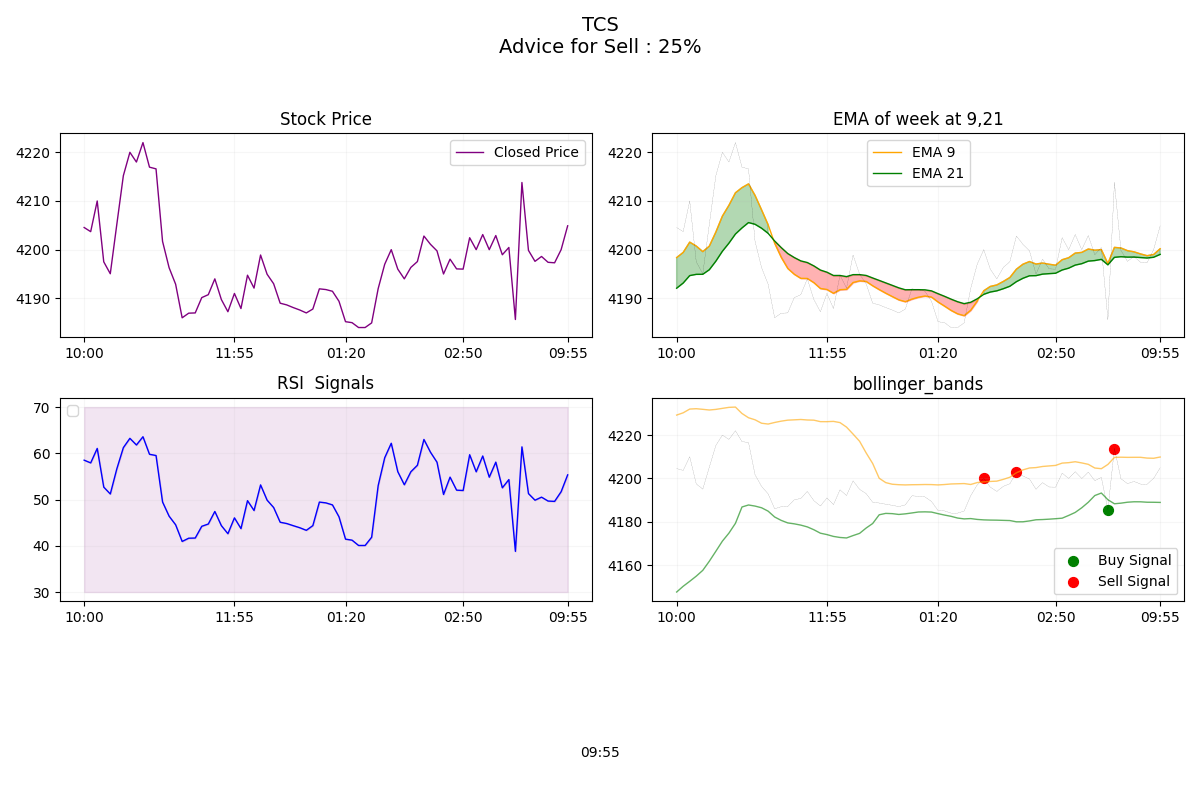 TCS
Advice for Sell : 25%
Stock Price
4220
4210
4200
4190
Closed Price
10:00 11:55 01:20 02:50 09:55
EMA of week at 9,21
4220
4210
4200
4190
EMA 9
EMA 21
10:00 11:55 01:20 02:50 09:55
RSI  Signals
70
60
50
40
30
10:00 11:55 01:20 02:50 09:55
bollinger_bands
4220
4200
4180
4160
Buy Signal
Sell Signal
10:00 11:55 01:20 02:50 09:55
09:55